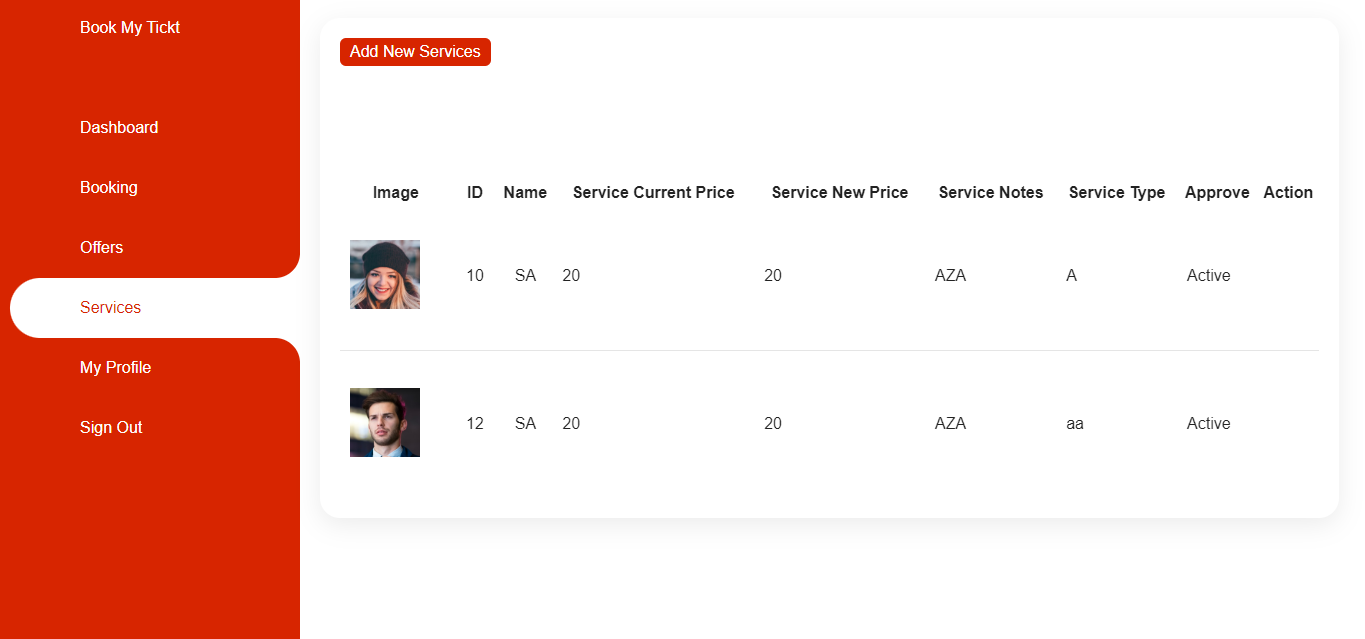 Book My Tickt
Dashboard
Booking
Offers
Services
My Profile
Sign Out
Add New Services
Image ID Name Service Current Price Service New Price Service Notes Service Type Approve Action
10 SA 20 20 AZA A Active
12 SA 20 20 AZA aa Active